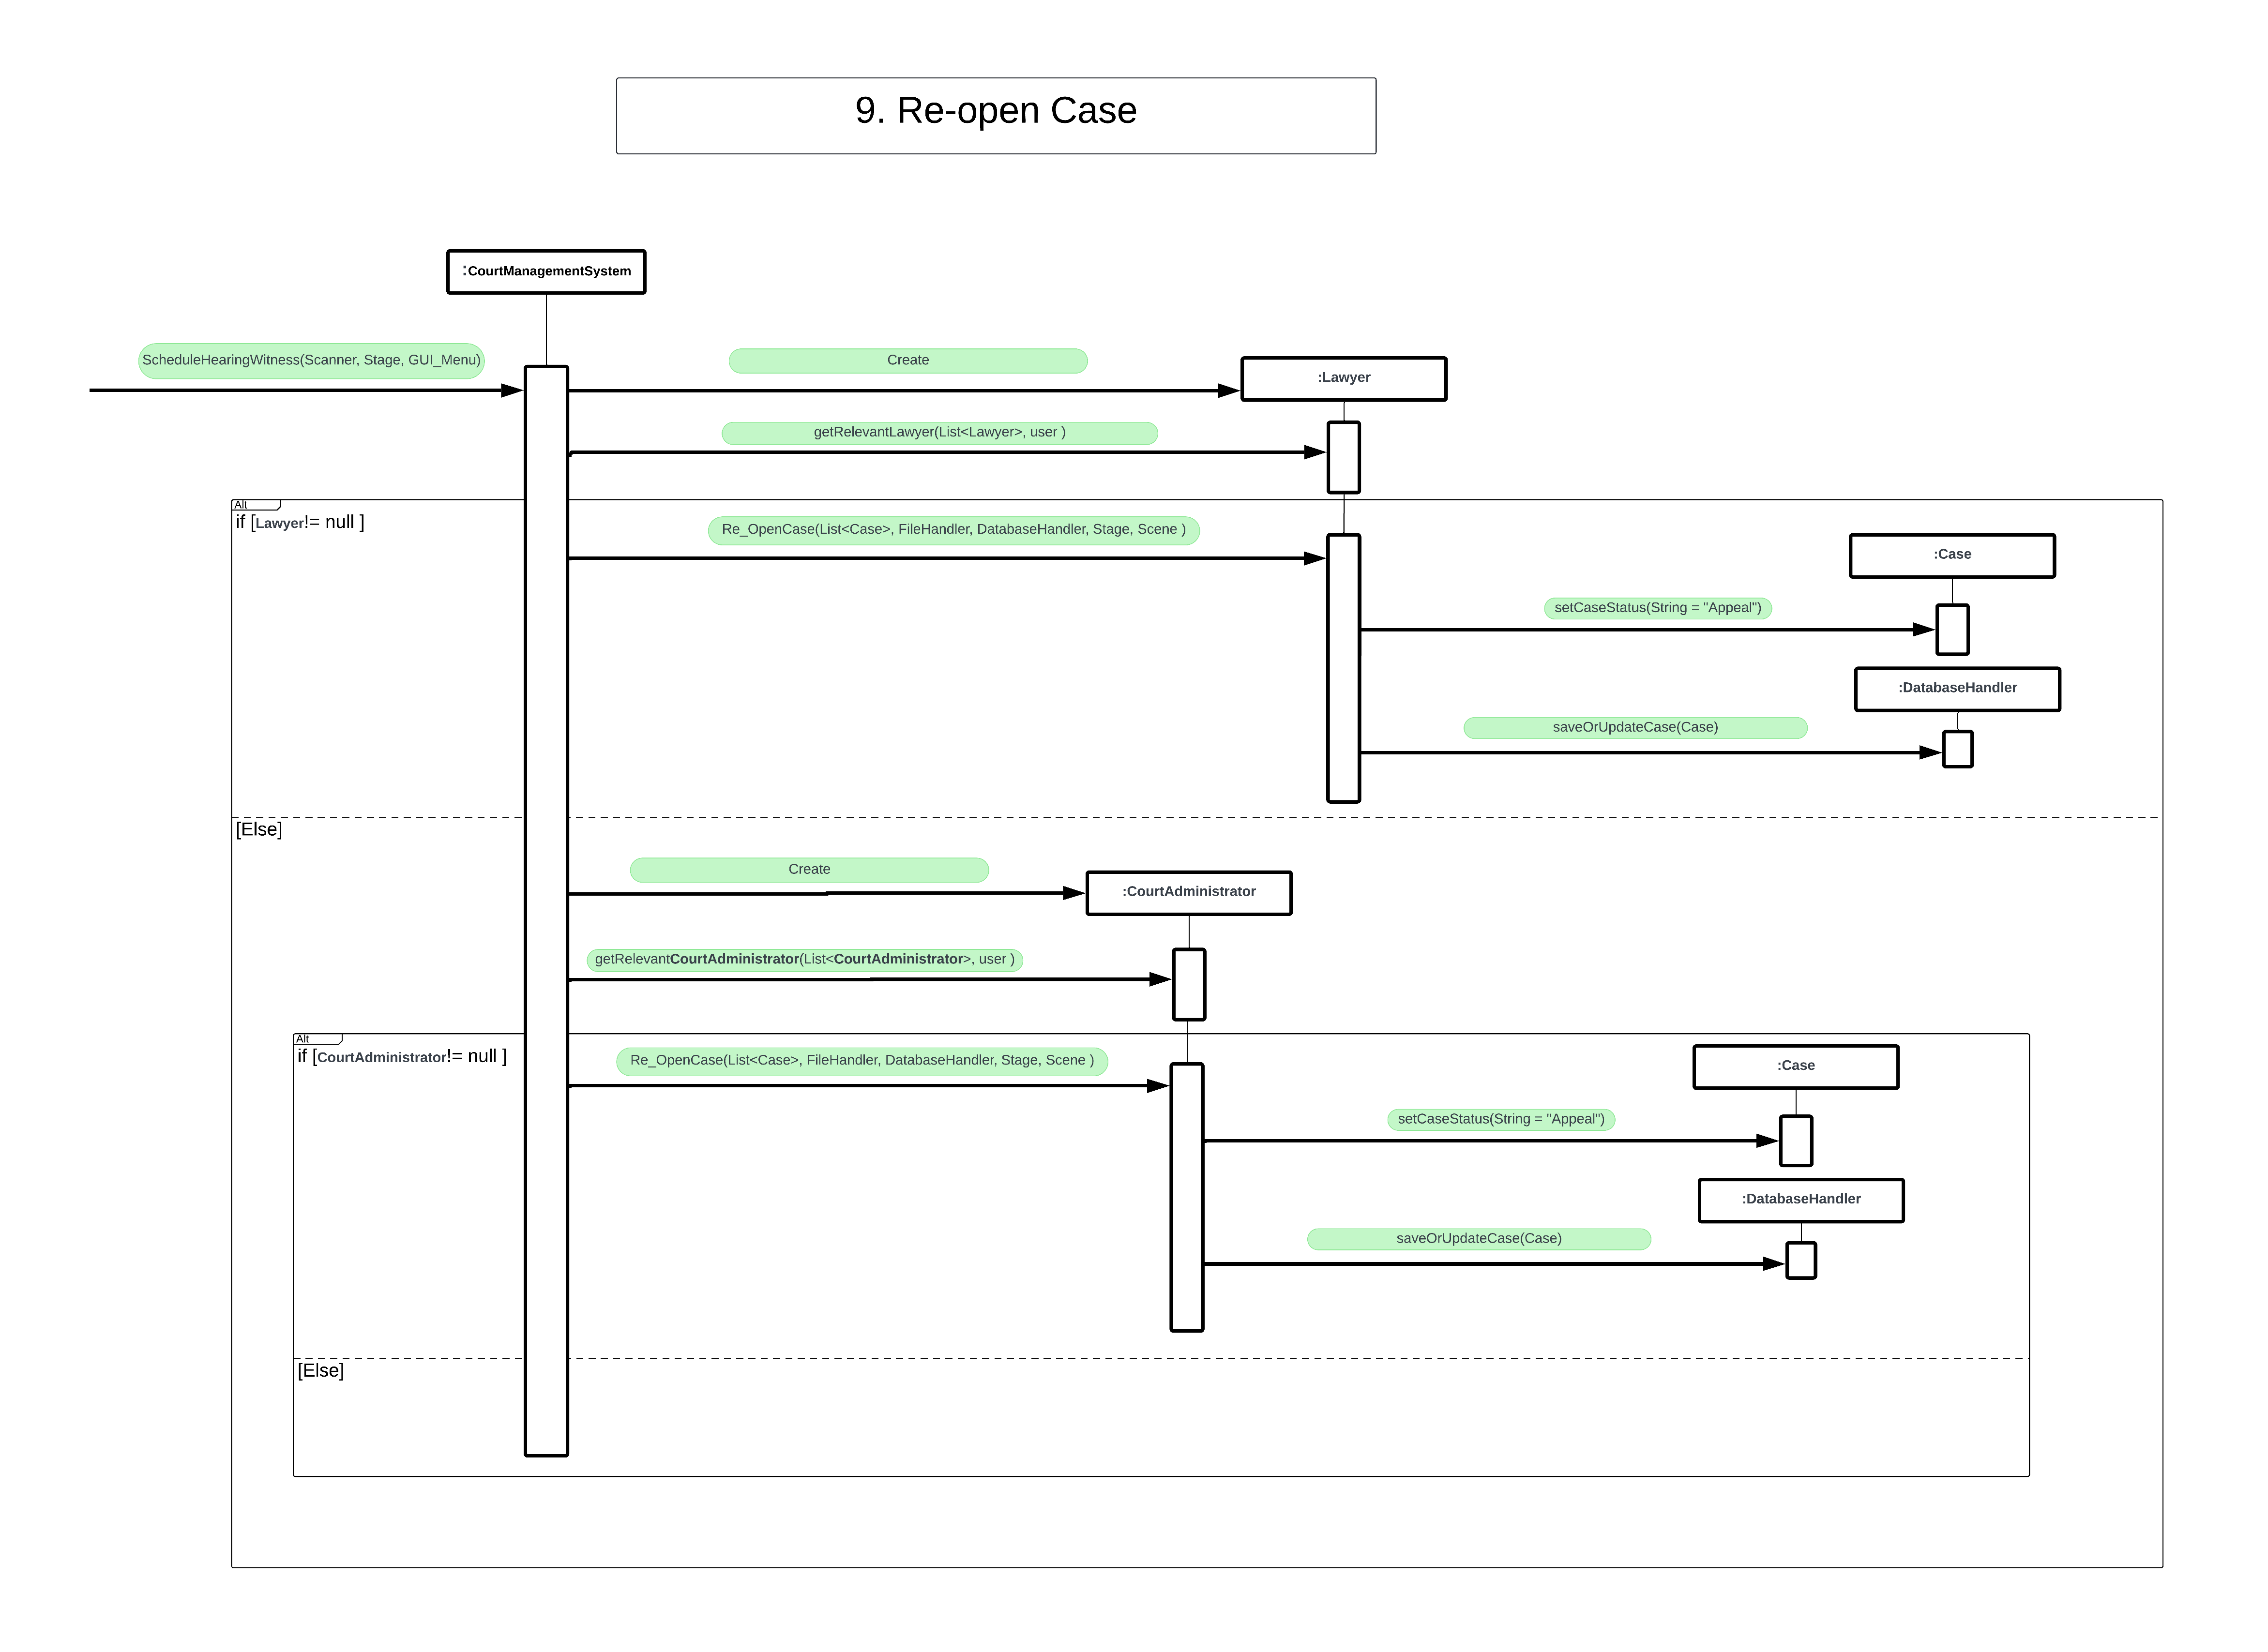 9. Re-open Case
:CourtManagementSystem
ScheduleHearingWitness(Scanner, Stage, GUI_Menu)
Create
:Lawyer
getRelevantLawyer(List<Lawyer>, user )
Alt
if [Lawyer!= null ]
Re_OpenCase(List<Case>, FileHandler, DatabaseHandler, Stage, Scene )
:Case
setCaseStatus(String = "Appeal")
:DatabaseHandler
saveOrUpdateCase(Case)
[Else]
Create
:CourtAdministrator
getRelevantCourtAdministrator(List<CourtAdministrator>, user )
Alt
if [CourtAdministrator!= null ]
Re_OpenCase(List<Case>, FileHandler, DatabaseHandler, Stage, Scene )
:Case
setCaseStatus(String = "Appeal")
:DatabaseHandler
saveOrUpdateCase(Case)
[Else]